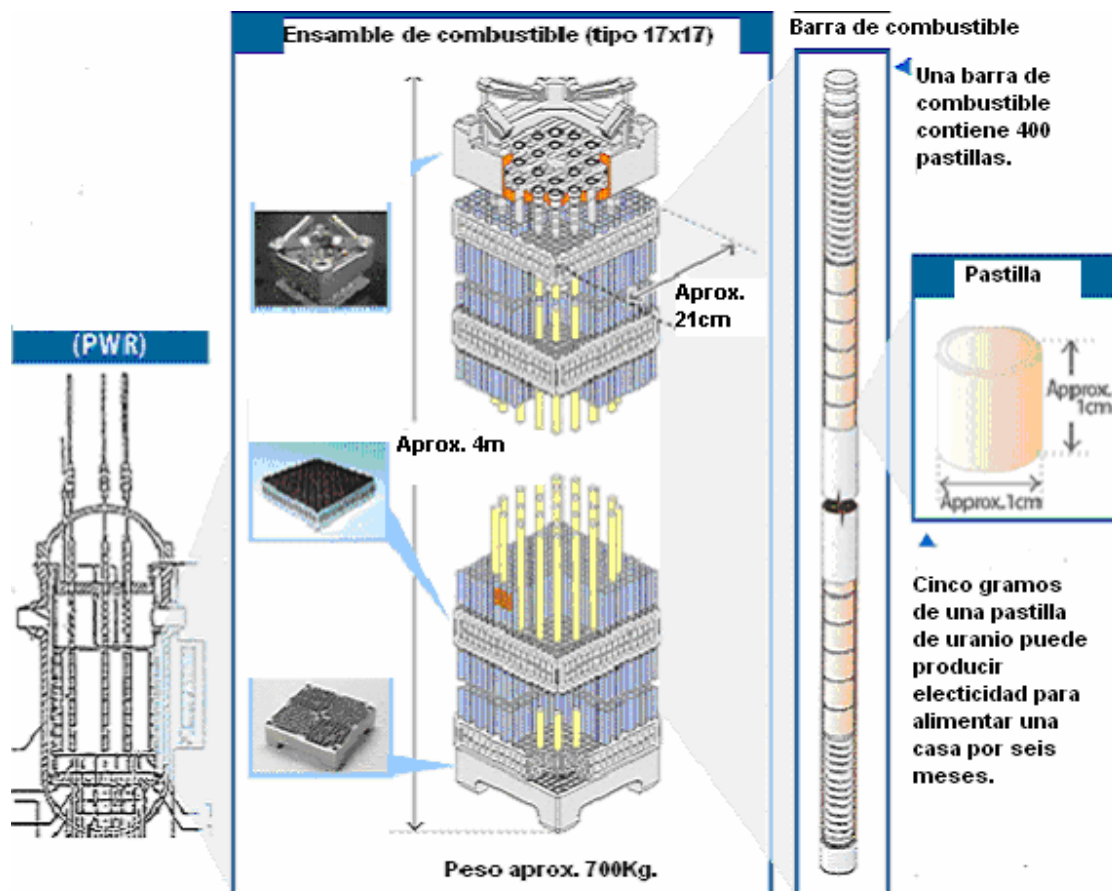 Ensamble de combustible (tipo 17x17)
Barra de combustible
Una barra de
combustible
contiene 400
pastillas.
Aprox.
21cm
Pastilla
(PWR)
Approx.
1cm
Aprox. 4m
Approx.1cm
Cinco gramos
de una pastilla
de uranio puede
producir
electicidad para
alimentar una
casa por seis
meses.
Peso aprox. 700Kg.